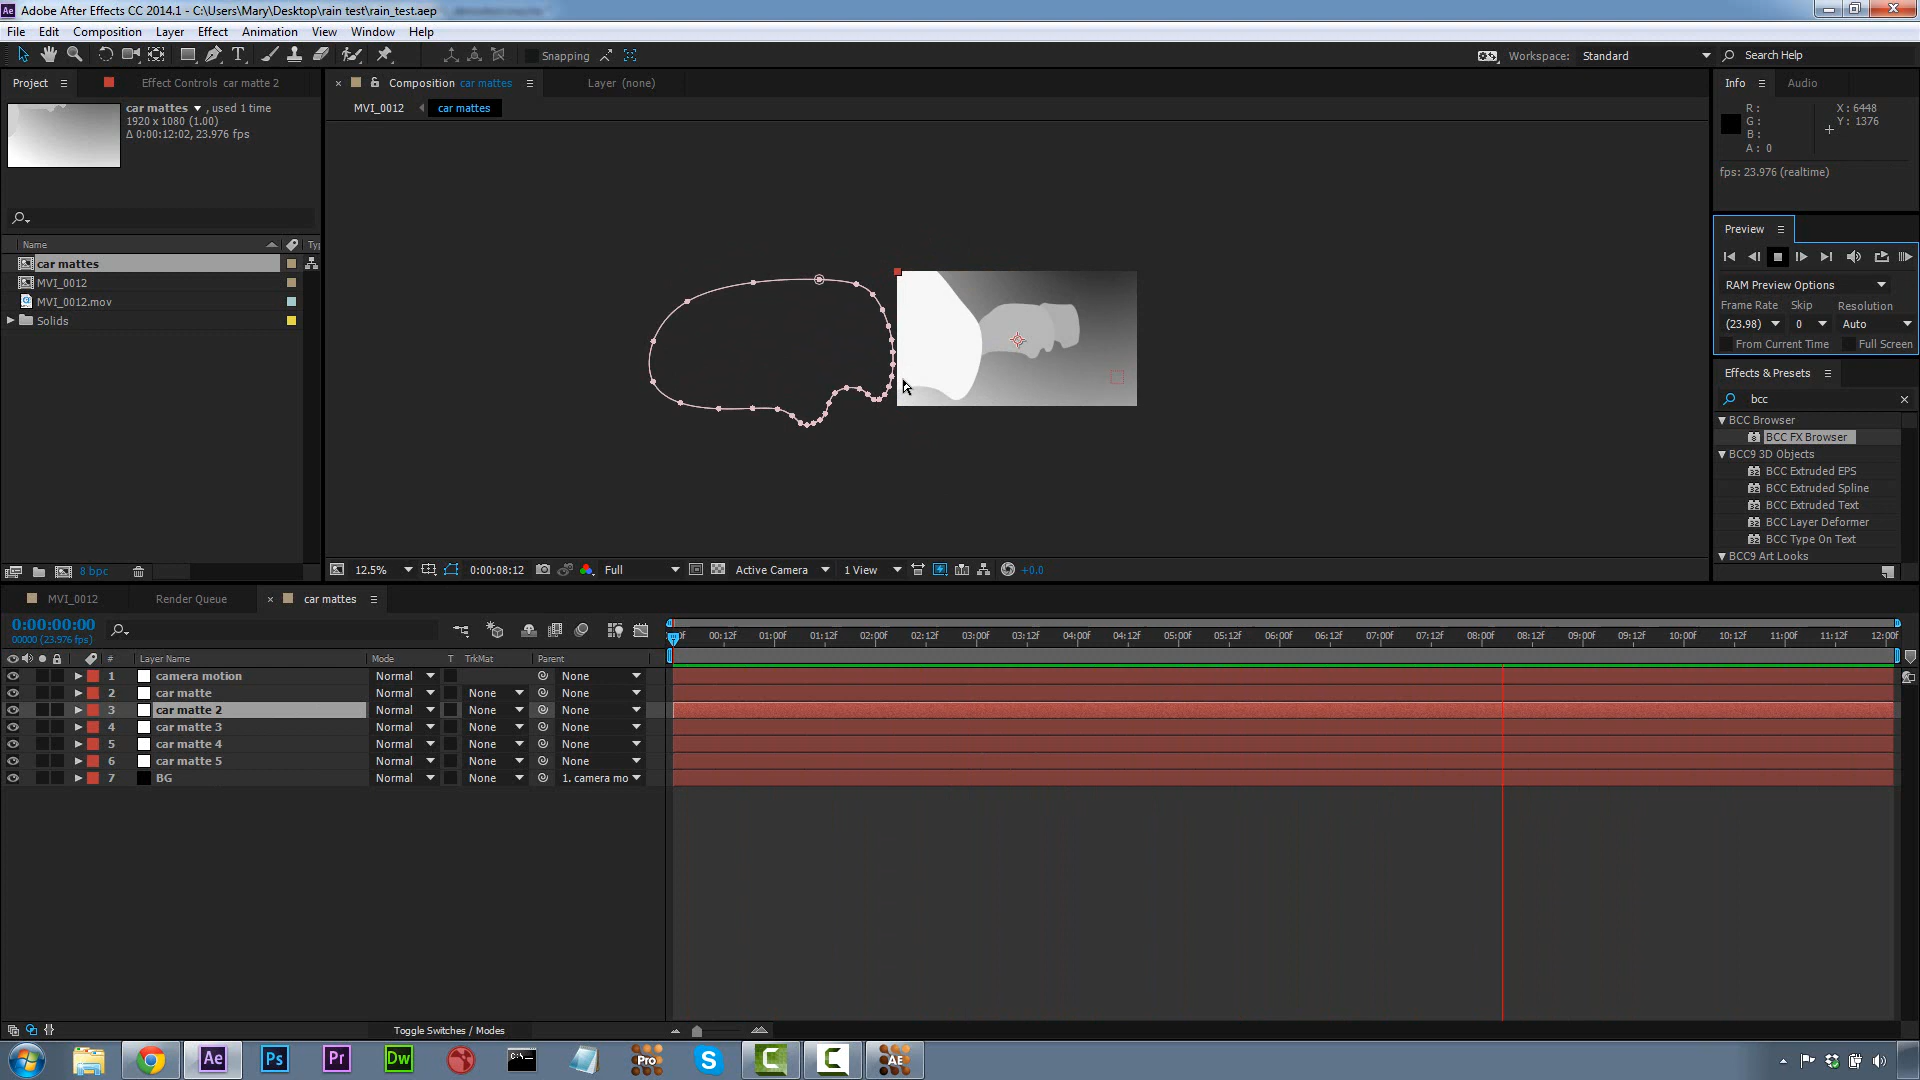 Adobe After Effects CC 2014.1 - C:\Users\Mary\Desktop\rain test\rain_test.aep
File Edit Composition Layer Effect Animation View Window Help
Snapping
Workspace: Standard
Search Help
Project
Effect Controls car matte 2
car mattes , used 1 time
1920 x 1080 (1.00)
Δ 0:00:12:02, 23.976 fps
Name
Typ
car mattes
MVI_0012
MVI_0012.mov
Solids
8 bpc
Composition car mattes
Layer (none)
MVI_0012
car mattes
12.5%
0:00:08:12
Full
Active Camera
1 View
+0.0
Info
Audio
R :
G :
B :
A : 0
X : 6448
Y : 1376
fps: 23.976 (realtime)
Preview
RAM Preview Options
Frame Rate Skip Resolution
(23.98) 0 Auto
From Current Time Full Screen
Effects & Presets
bcc
BCC Browser
BCC FX Browser
BCC9 3D Objects
BCC Extruded EPS
BCC Extruded Spline
BCC Extruded Text
BCC Layer Deformer
BCC Type On Text
BCC9 Art Looks
MVI_0012
Render Queue
car mattes
0:00:00:00
00000 (23.976 fps)
00:12f 01:00f 01:12f 02:00f 02:12f 03:00f 03:12f 04:00f 04:12f 05:00f 05:12f 06:00f 06:12f 07:00f 07:12f 08:00f 08:12f 09:00f 09:12f 10:00f 10:12f 11:00f 11:12f 12:00f
# Layer Name Mode T TrkMat Parent
1 camera motion Normal None
2 car matte Normal None None
3 car matte 2 Normal None None
4 car matte 3 Normal None None
5 car matte 4 Normal None None
6 car matte 5 Normal None None
7 BG Normal None 1. camera mo
Toggle Switches / Modes
Ae
Ps
Pr
Dw
C:\
Pro
S
C
C
AE